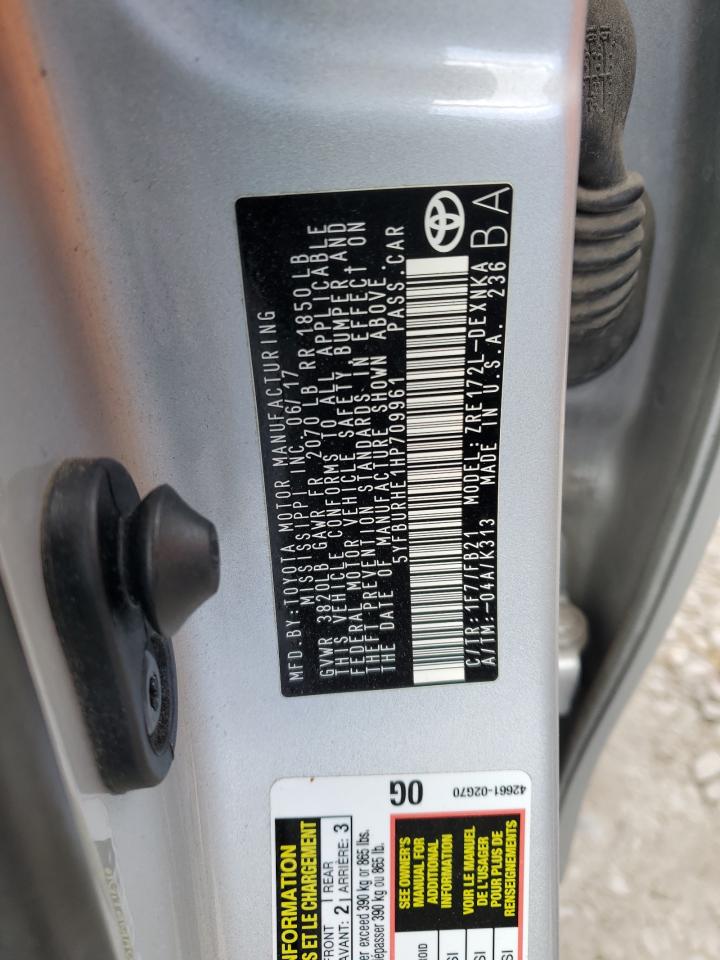 MFD.BY:TOYOTA MOTOR MANUFACTURING
MISSISSIPPI INC. 06/17
GVWR 3820LB GAWR FR 2070 LB RR 1850 LB
THIS VEHICLE CONFORMS TO ALL APPLICABLE
FEDERAL MOTOR VEHICLE SAFETY,BUMPER AND
THEFT PREVENTION STANDARDS IN EFFECT ON
THE DATE OF MANUFACTURE SHOWN ABOVE.
5YFBURHE1HP709961 PASS.CAR
C/TR:1F7/FB21 MODEL:ZRE172L-DEXNKA
A/TM:-04A/K313 MADE IN U.S.A. 236
BA
INFORMATION
S ET LE CHARGEMENT
FRONT | REAR
AVANT: 2 | ARRIÈRE: 3
er exceed 390 kg or 865 lbs.
dépasser 390 kg ou 865 lb.
0G
SEE OWNER'S
MANUAL FOR
ADDITIONAL
INFORMATION
VOIR LE MANUEL
DE L'USAGER
POUR PLUS DE
RENSEIGNEMENTS
42661-02G70